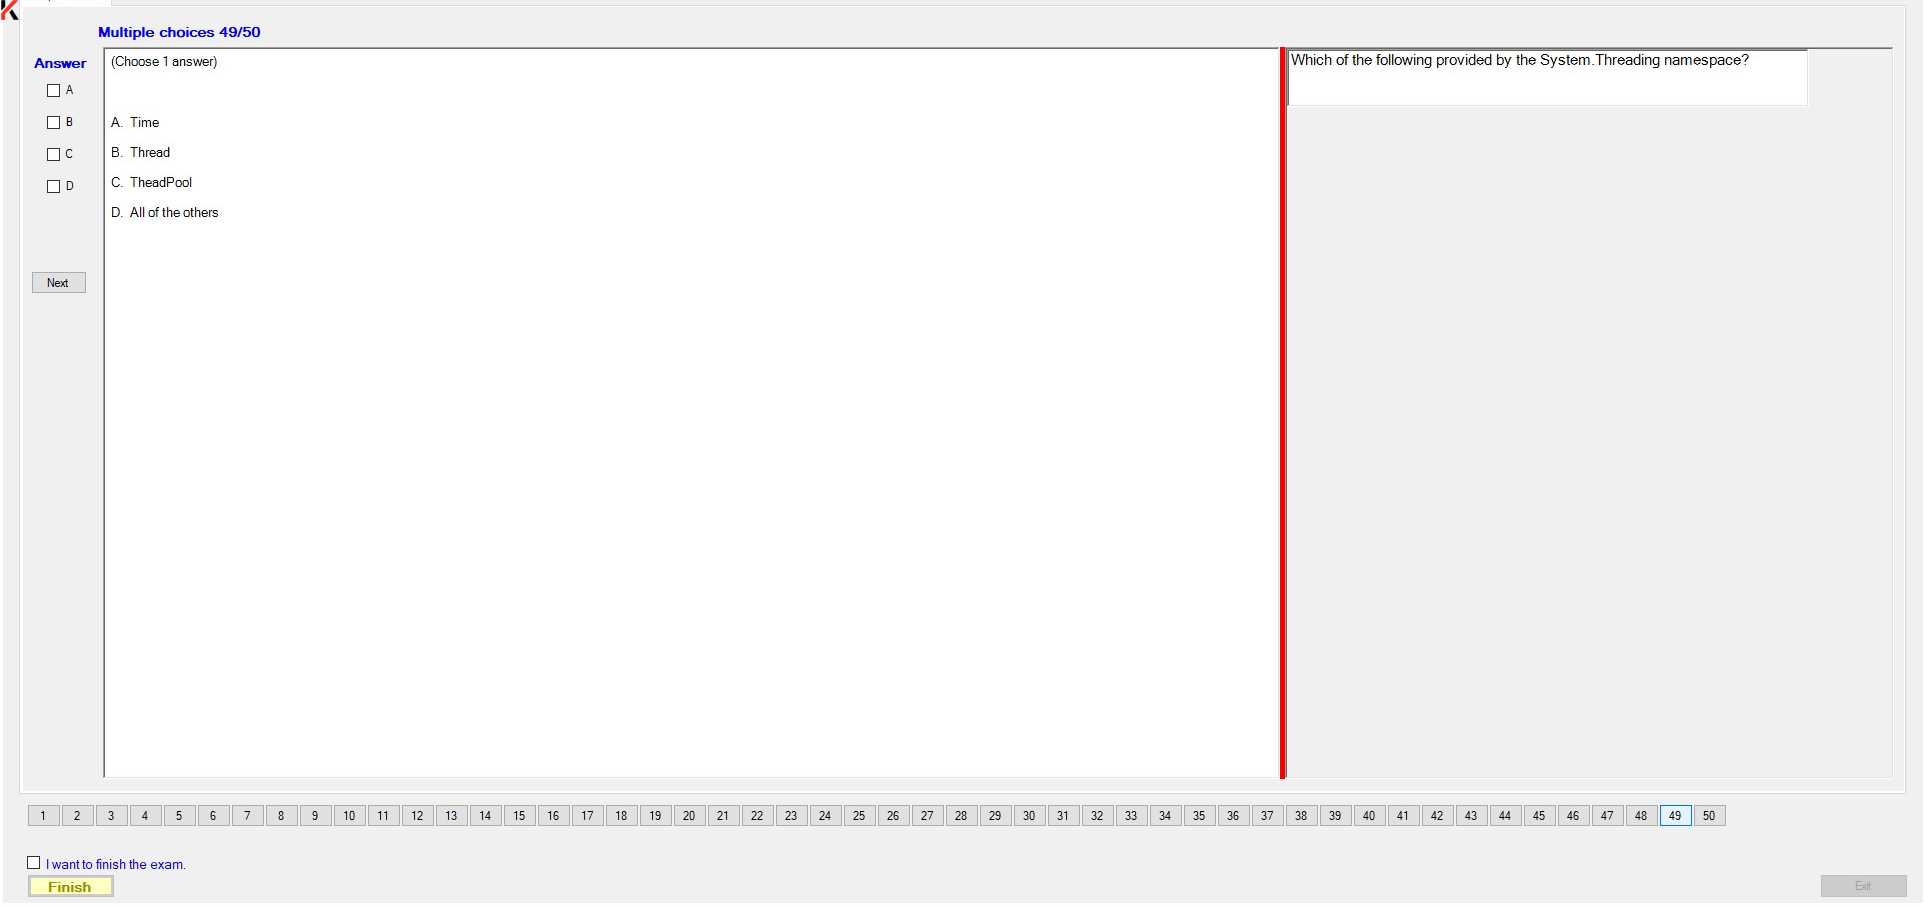 Multiple choices 49/50
Answer
A
B
C
D
Next
(Choose 1 answer)
A. Time
B. Thread
C. TheadPool
D. All of the others
Which of the following provided by the System.Threading namespace?
1 2 3 4 5 6 7 8 9 10 11 12 13 14 15 16 17 18 19 20 21 22 23 24 25 26 27 28 29 30 31 32 33 34 35 36 37 38 39 40 41 42 43 44 45 46 47 48 49 50
I want to finish the exam.
Finish
Exit